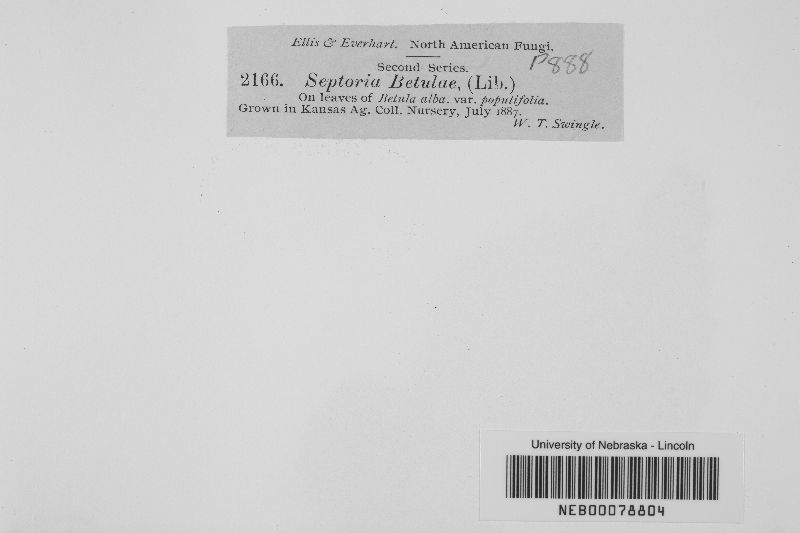 Ellis & Everhart. North American Fungi.
Second Series.
P888
2166. Septoria Betulae, (Lib.)
On leaves of Betula alba. var. populifolia.
Grown in Kansas Ag. Coll. Nursery, July 1887.
W. T. Swingle.
University of Nebraska - Lincoln
NEB00078804